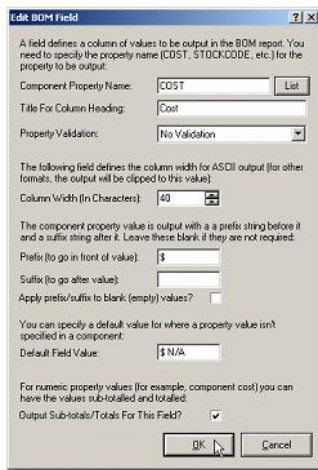 Edit BOM Field
A field defines a column of values to be output in the BOM report. You
need to specify the property name (COST, STOCKCODE, etc.) for the
property to be output:
Component Property Name: COST List
Title For Column Heading: Cost
Property Validation: No Validation
The following field defines the column width for ASCII output (for other
formats, the output will be clipped to this value):
Column Width (In Characters): 40
The component property value is output with a a prefix string before it
and a suffix string after it. Leave these blank if they are not required:
Prefix (to go in front of value): $
Suffix (to go after value):
Apply prefix/suffix to blank (empty) values?
You can specify a default value for where a property value isn't
specified in a component:
Default Field Value: $ N/A
For numeric property values (for example, component cost) you can
have the values sub-totalled and totalled:
Output Sub-totals/Totals For This Field?
OK Cancel